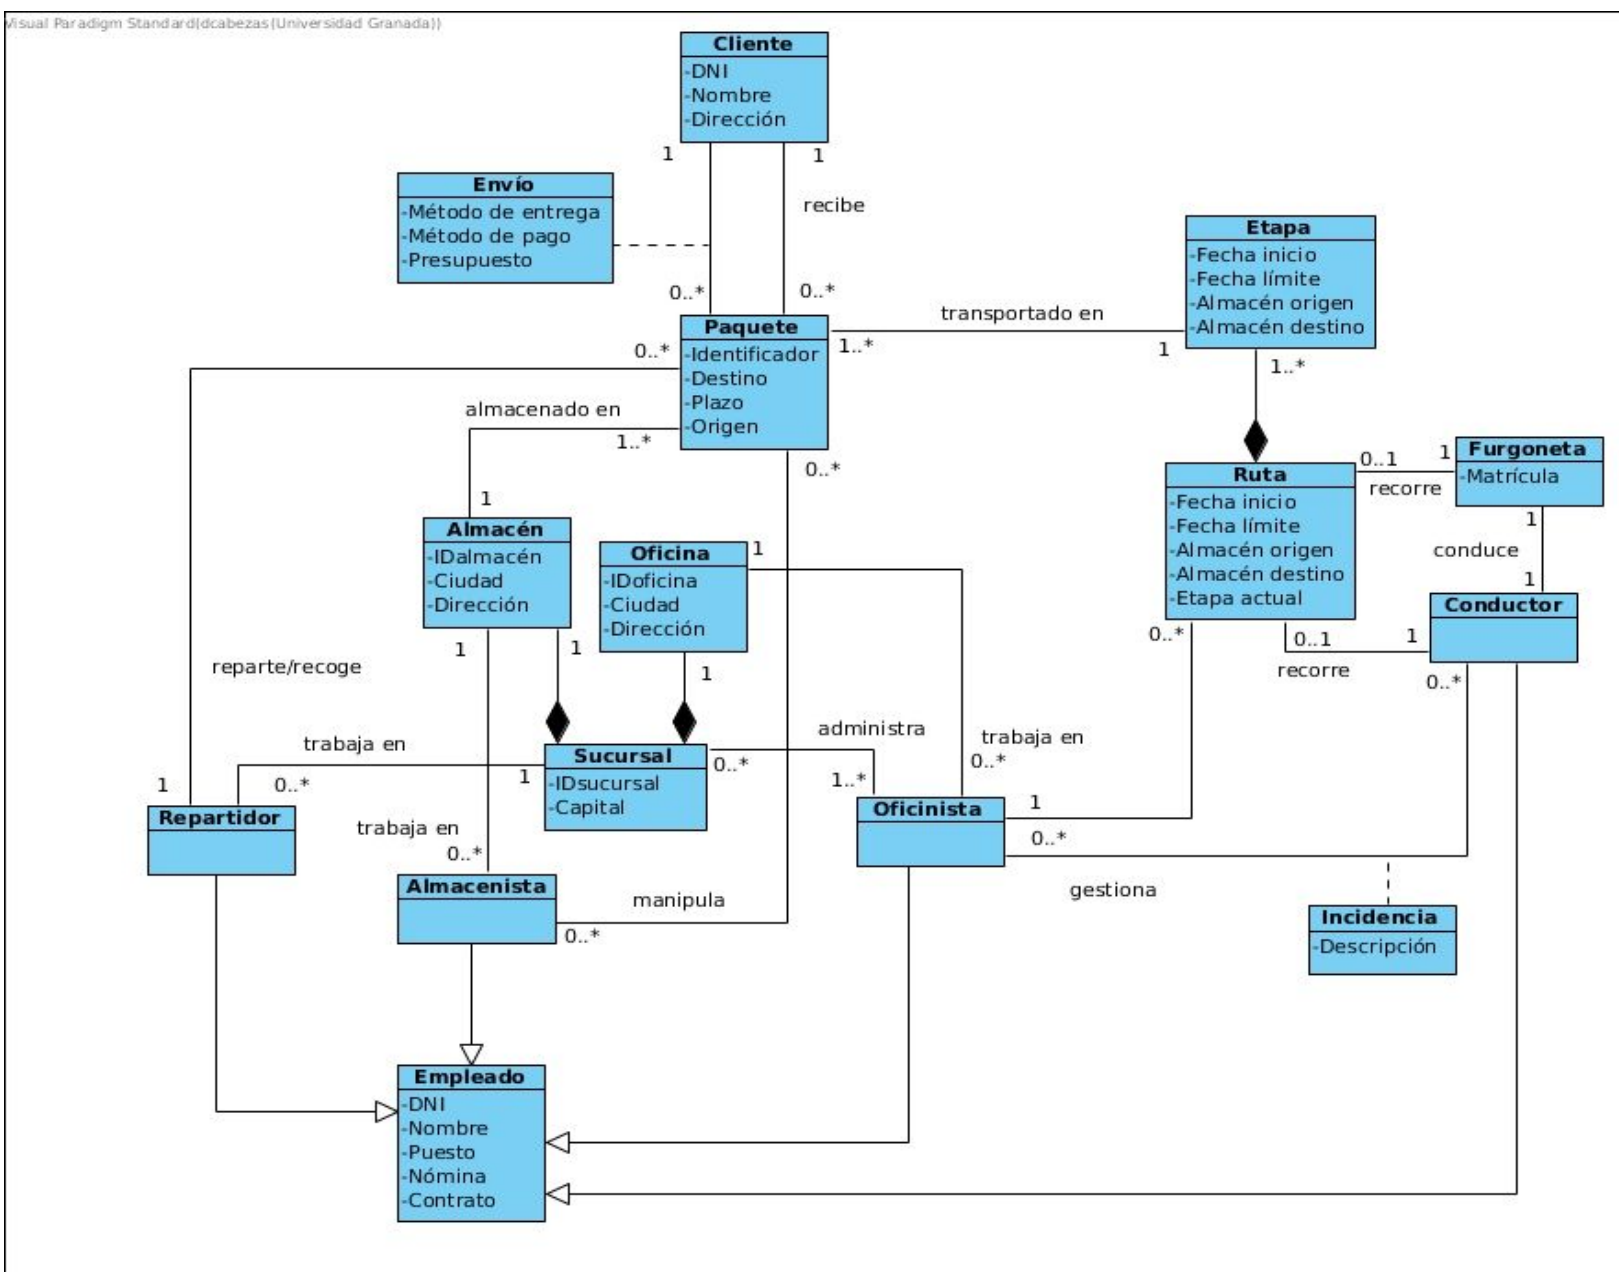 Visual Paradigm Standard(dcabezas(Universidad Granada))
Cliente
-DNI
-Nombre
-Dirección
1
1
Envío
-Método de entrega
-Método de pago
-Presupuesto
recibe
0..*
0..*
Etapa
-Fecha inicio
-Fecha límite
-Almacén origen
-Almacén destino
transportado en
1..*
1
1..*
Paquete
-Identificador
-Destino
-Plazo
-Origen
0..*
almacenado en
1..*
0..*
1
Furgoneta
-Matrícula
0..1
1
recorre
1
conduce
1
Ruta
-Fecha inicio
-Fecha límite
-Almacén origen
-Almacén destino
-Etapa actual
Almacén
-IDalmacén
-Ciudad
-Dirección
Oficina
-IDoficina
-Ciudad
-Dirección
1
Conductor
0..*
0..1
1
recorre
0..*
1
1
1
reparte/recoge
administra
trabaja en
trabaja en
0..*
Sucursal
-IDsucursal
-Capital
0..*
1..*
1
0..*
1
Repartidor
Oficinista
1
0..*
trabaja en
0..*
Almacenista
manipula
0..*
gestiona
Incidencia
-Descripción
Empleado
-DNI
-Nombre
-Puesto
-Nómina
-Contrato